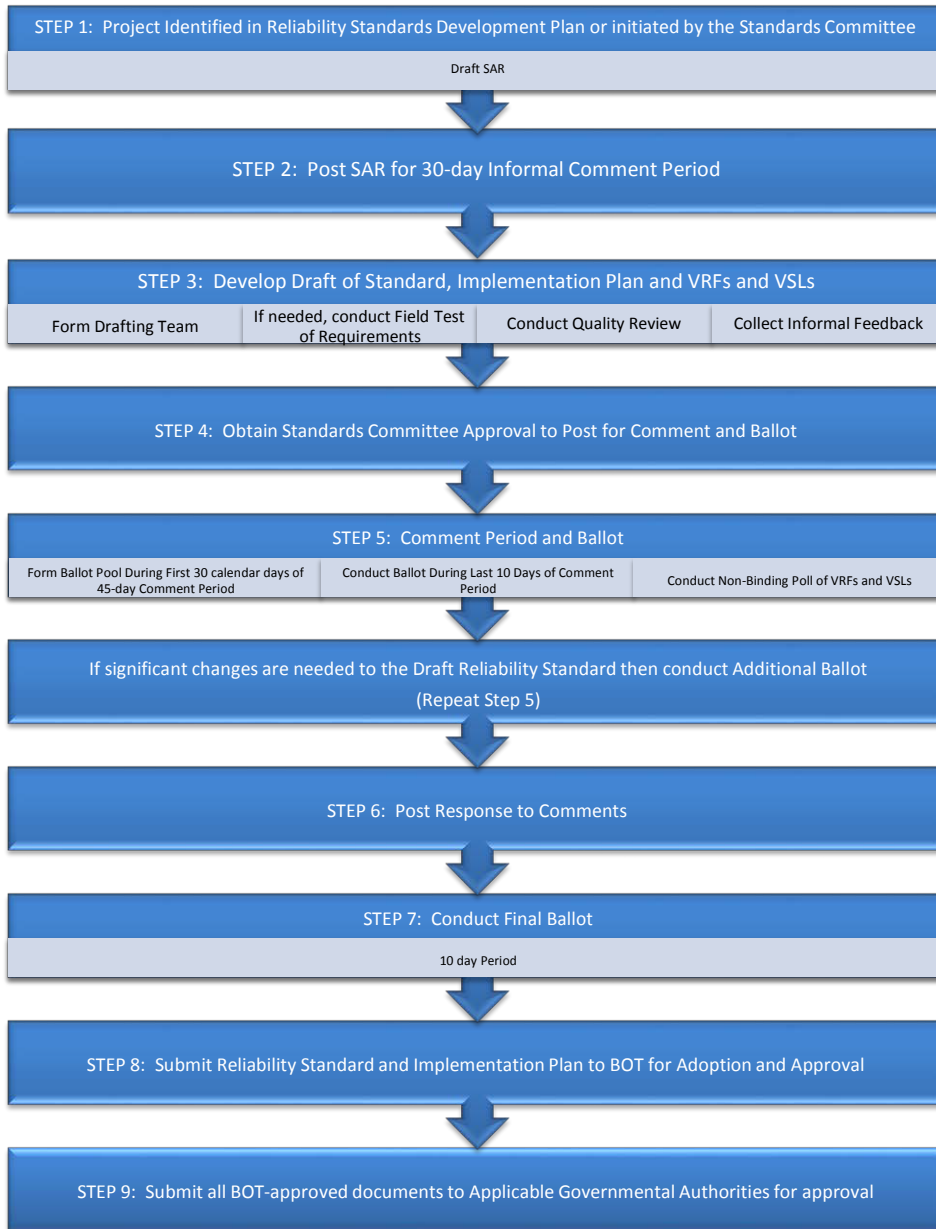 STEP 1: Project Identified in Reliability Standards Development Plan or initiated by the Standards Committee
Draft SAR
STEP 2: Post SAR for 30-day Informal Comment Period
STEP 3: Develop Draft of Standard, Implementation Plan and VRFs and VSLs
Form Drafting Team
If needed, conduct Field Test
of Requirements
Conduct Quality Review
Collect Informal Feedback
STEP 4: Obtain Standards Committee Approval to Post for Comment and Ballot
STEP 5: Comment Period and Ballot
Form Ballot Pool During First 30 calendar days of
45-day Comment Period
Conduct Ballot During Last 10 Days of Comment
Period
Conduct Non-Binding Poll of VRFs and VSLs
If significant changes are needed to the Draft Reliability Standard then conduct Additional Ballot
(Repeat Step 5)
STEP 6: Post Response to Comments
STEP 7: Conduct Final Ballot
10 day Period
STEP 8: Submit Reliability Standard and Implementation Plan to BOT for Adoption and Approval
STEP 9: Submit all BOT-approved documents to Applicable Governmental Authorities for approval